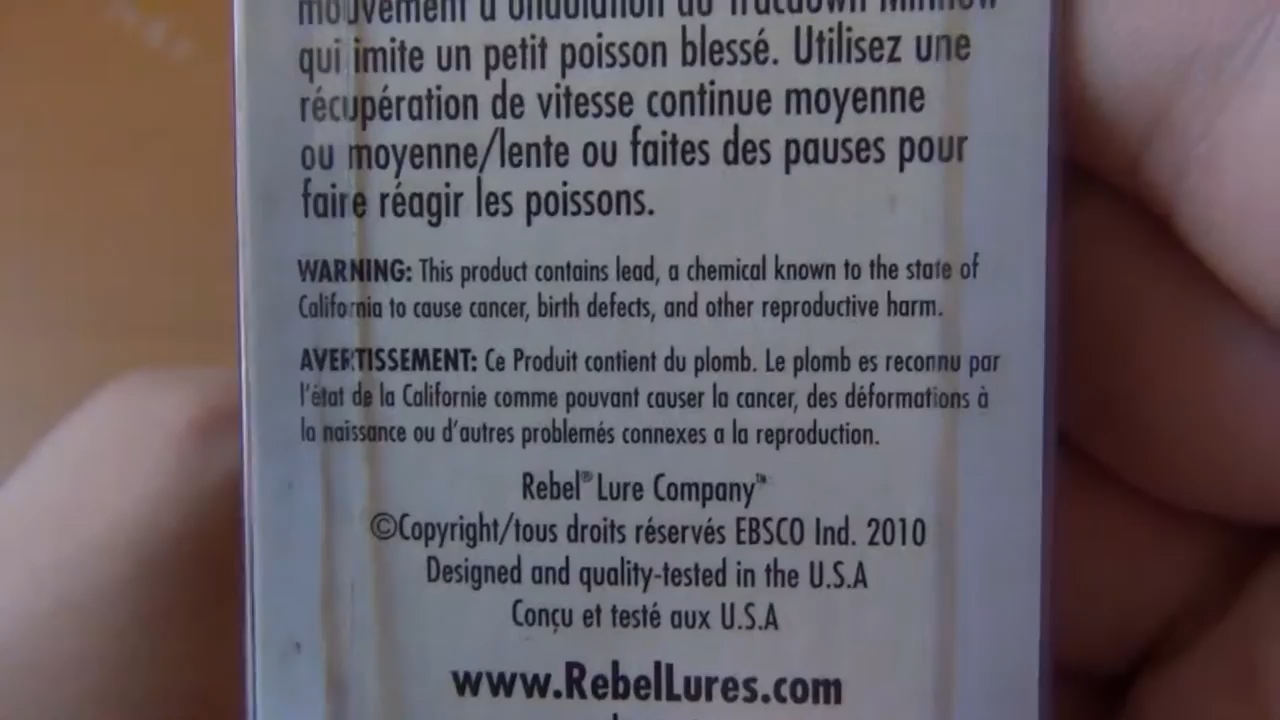 mouvement d'ondulation du Tracdown Minnow
qui imite un petit poisson blessé. Utilisez une
récupération de vitesse continue moyenne
ou moyenne/lente ou faites des pauses pour
faire réagir les poissons.
WARNING: This product contains lead, a chemical known to the state of
California to cause cancer, birth defects, and other reproductive harm.
AVERTISSEMENT: Ce Produit contient du plomb. Le plomb es reconnu par
l'état de la Californie comme pouvant causer la cancer, des déformations à
la naissance ou d'autres problemés connexes a la reproduction.
Rebel® Lure Company™
©Copyright/tous droits réservés EBSCO Ind. 2010
Designed and quality-tested in the U.S.A
Conçu et testé aux U.S.A
www.RebelLures.com